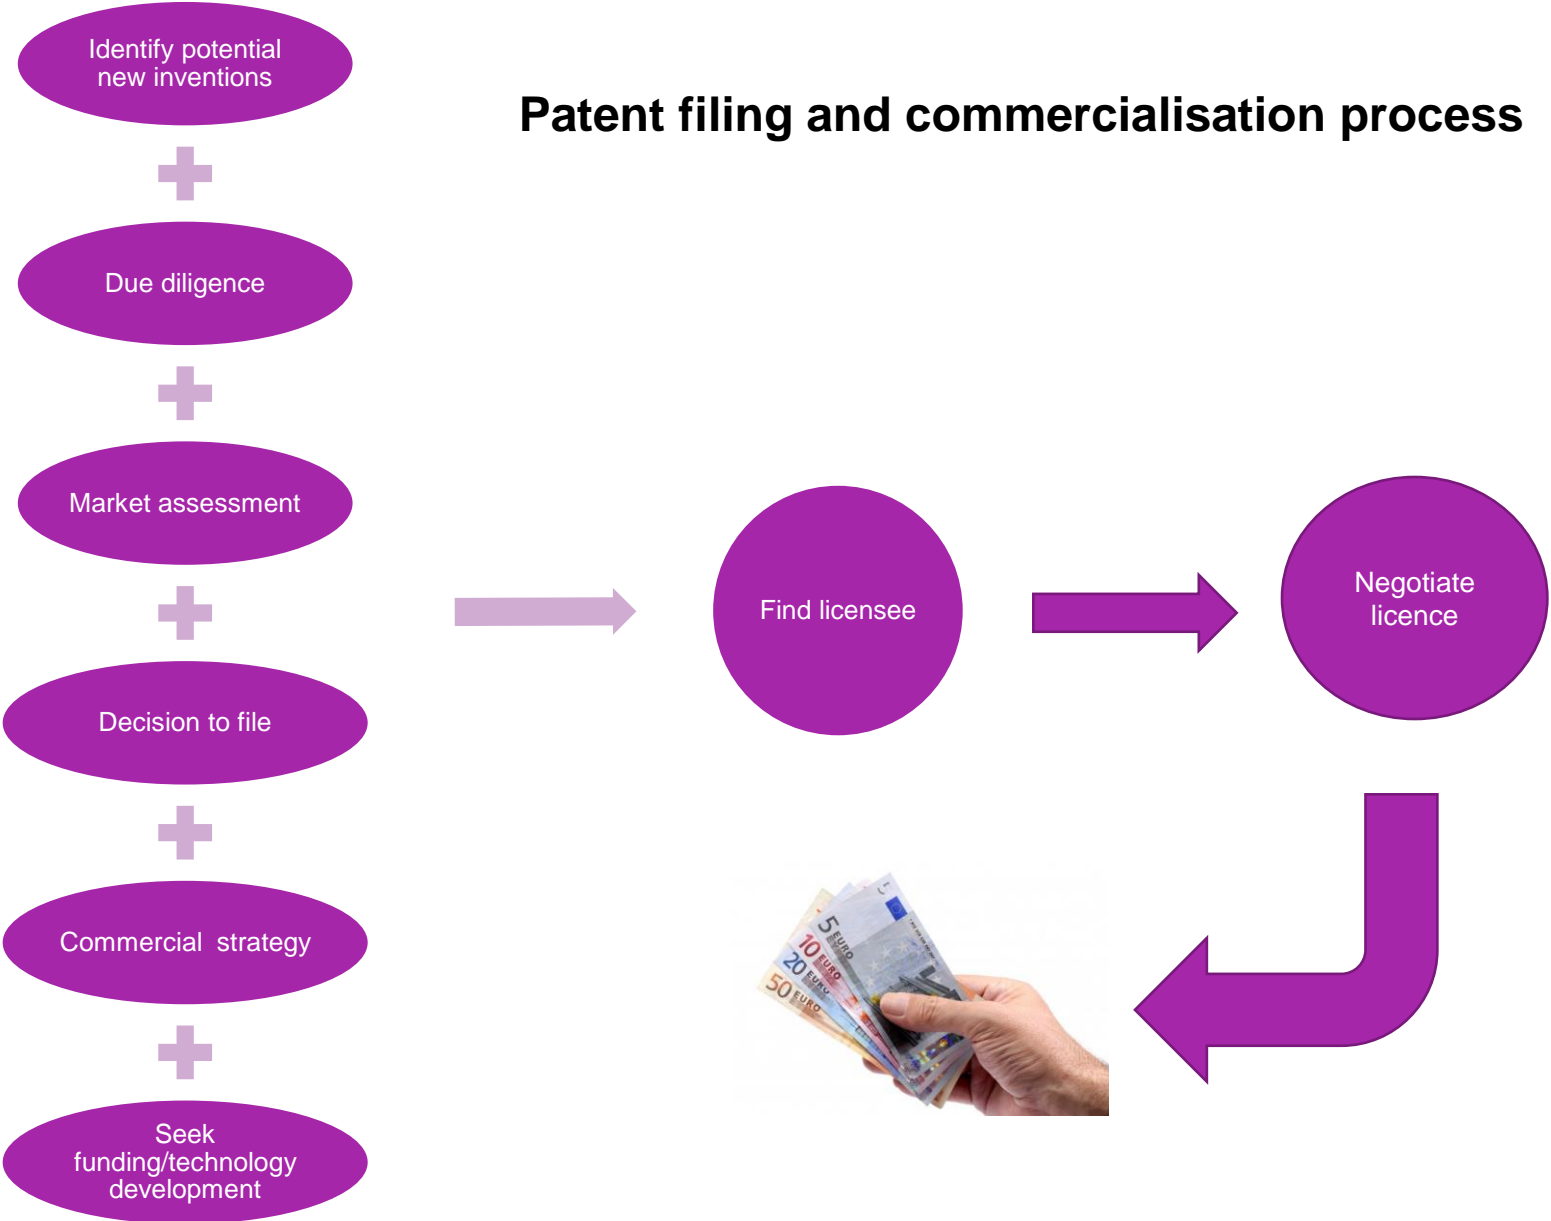 Identify potential
new inventions
Patent filing and commercialisation process
Due diligence
Market assessment
Decision to file
Commercial  strategy
Seek
funding/technology
development
Find licensee
Negotiate
licence
5 EURO
10 EURO
20 EURO
50 EURO